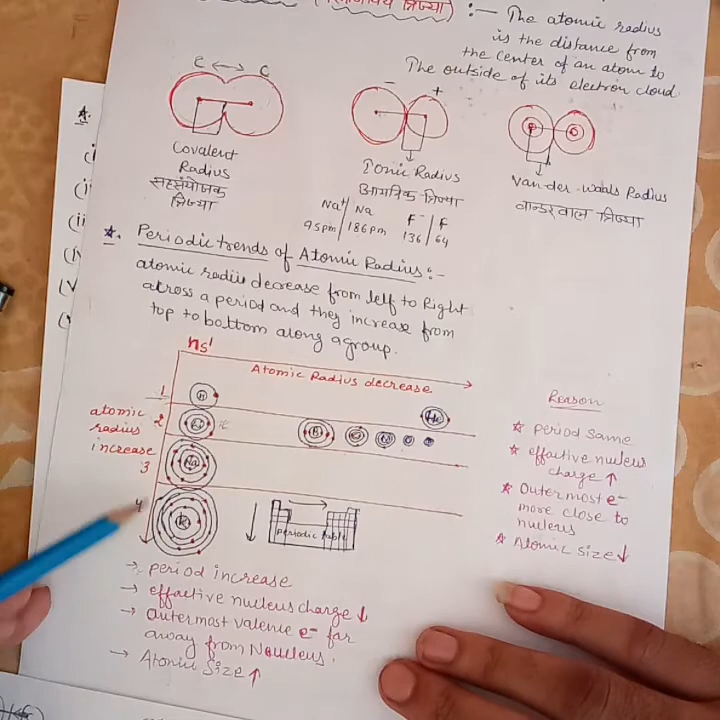 :— The atomic radius
is the distance from
the center of an atom to
The outside of its electron cloud.
Covalent
Radius
सहसंयोजक
त्रिज्या
Ionic Radius
त्रिज्या
Na⁺/Na
95pm/186pm
F⁻/F
136/64
Van der-waals Radius
वान्डरवाल त्रिज्या
Periodic trends of Atomic Radius:-
atomic radius decrease from left to Right
across a period and they increase from
top to bottom along a group.
ns¹
Atomic Radius decrease
1
2
3
4
atomic
radius
increase
H
He
Na
K
periodic table
Reason
period same
effective nucleus
charge ↑
Outermost e⁻
more close to
nucleus
Atomic size ↓
→ period increase
→ effective nucleus charge ↓
→ Outermost valence e⁻ far
away from Nucleus.
→ Atomic size ↑